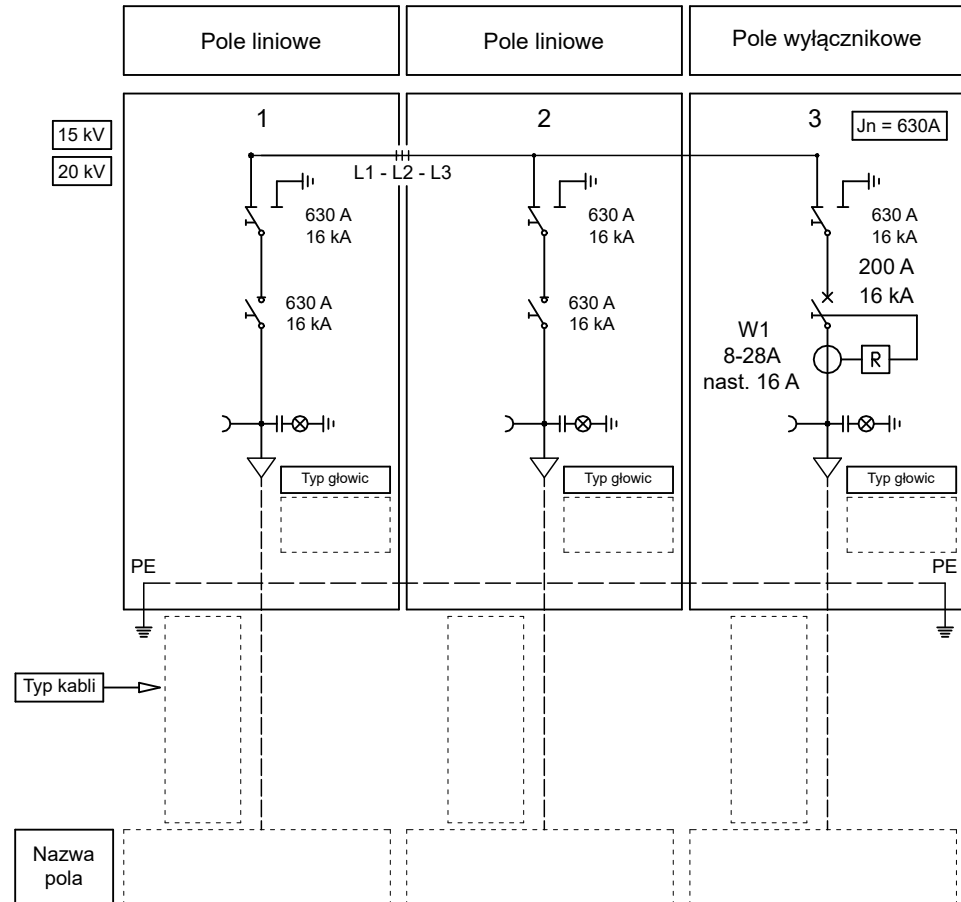 Pole liniowe
Pole liniowe
Pole wyłącznikowe
1
2
3
Jn = 630A
15 kV
20 kV
L1 - L2 - L3
630 A
16 kA
630 A
16 kA
630 A
16 kA
630 A
16 kA
630 A
16 kA
200 A
16 kA
W1
8-28A
nast. 16 A
R
Typ głowic
Typ głowic
Typ głowic
PE
PE
Typ kabli
Nazwa
pola